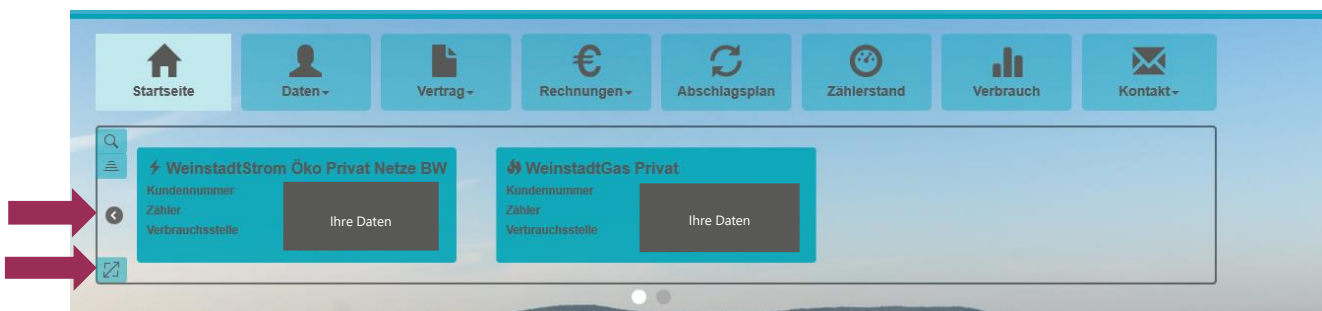 Startseite
Daten
Vertrag
Rechnungen
Abschlagsplan
Zählerstand
Verbrauch
Kontakt
WeinstadtStrom Öko Privat Netze BW
Kundennummer
Zähler
Verbrauchsstelle
Ihre Daten
WeinstadtGas Privat
Kundennummer
Zähler
Verbrauchsstelle
Ihre Daten